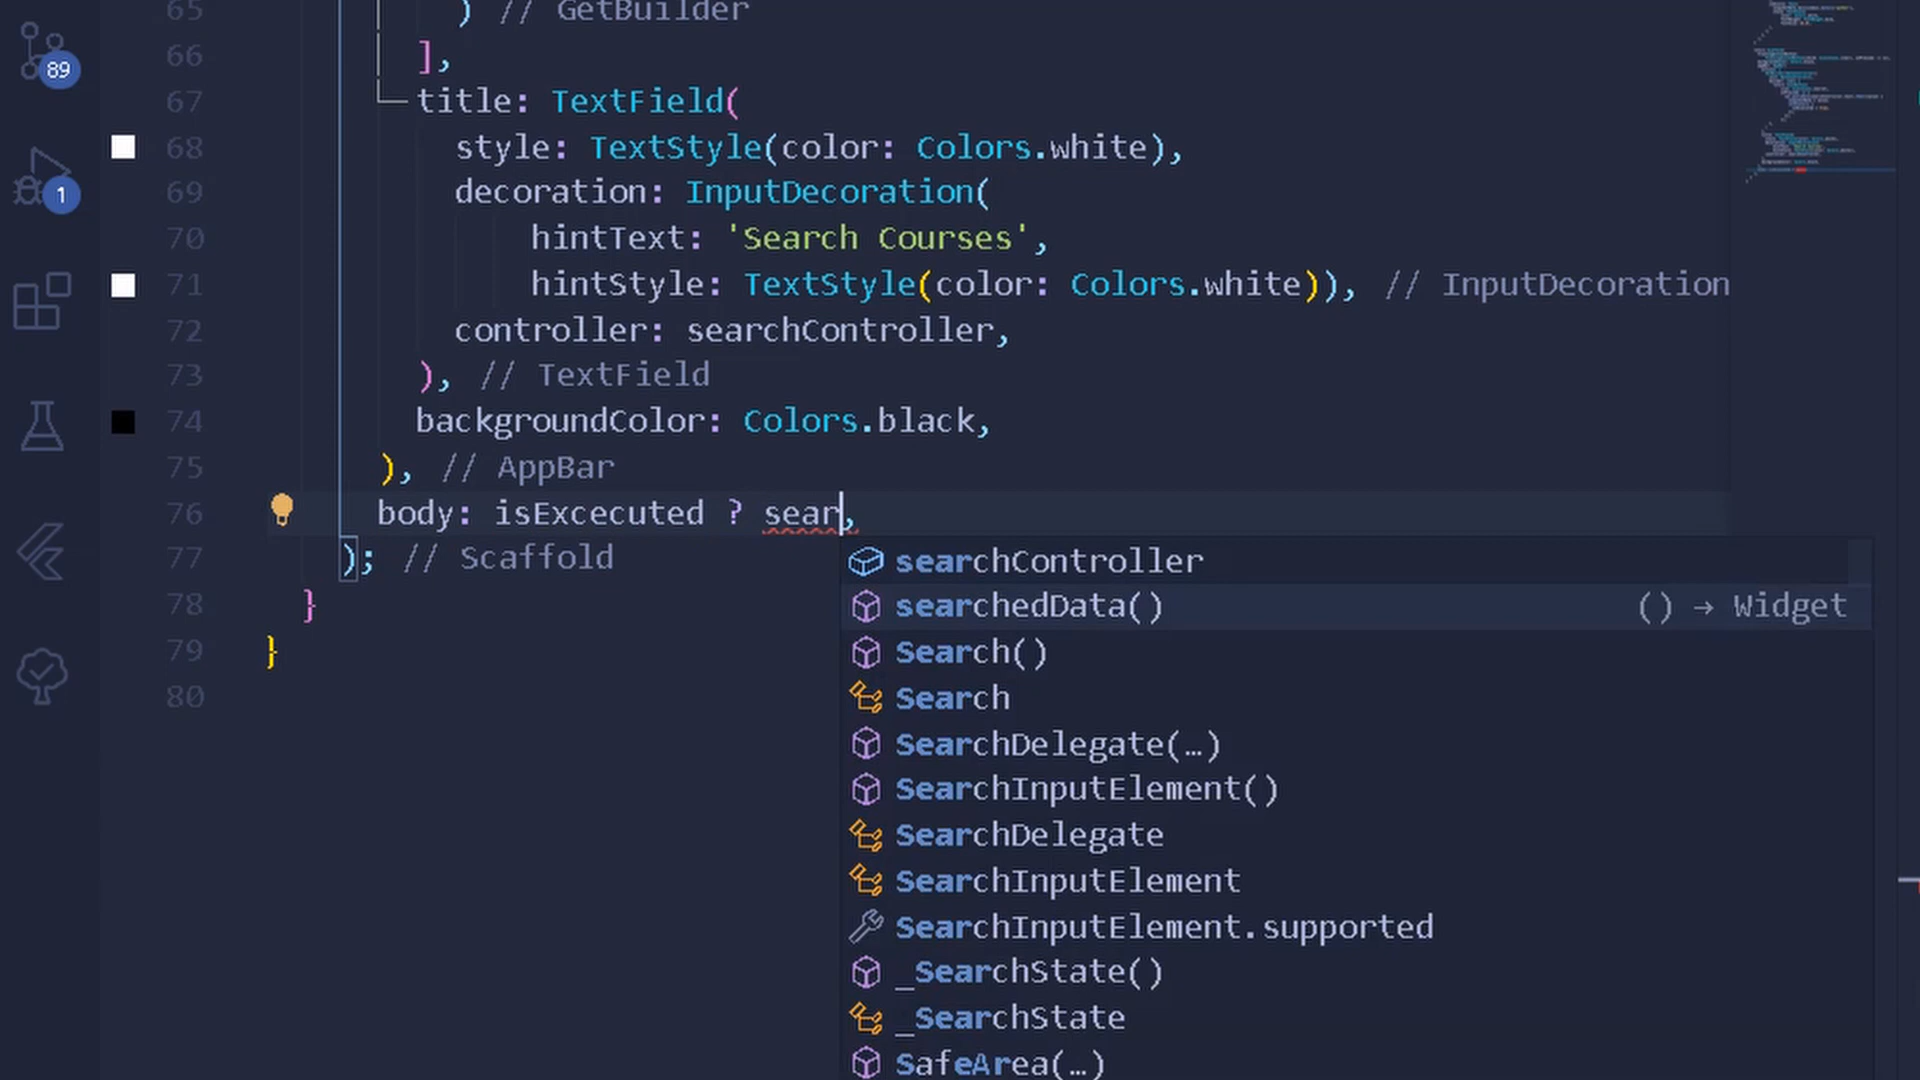 65 ) // GetBuilder
66 ],
67 title: TextField(
68 style: TextStyle(color: Colors.white),
69 decoration: InputDecoration(
70 hintText: 'Search Courses',
71 hintStyle: TextStyle(color: Colors.white)), // InputDecoration
72 controller: searchController,
73 ), // TextField
74 backgroundColor: Colors.black,
75 ), // AppBar
76 body: isExcecuted ? sear,
77 ); // Scaffold
78 }
79 }
80
89
1
searchController
searchedData() () → Widget
Search()
Search
SearchDelegate(…)
SearchInputElement()
SearchDelegate
SearchInputElement
SearchInputElement.supported
_SearchState()
_SearchState
SafeArea(…)